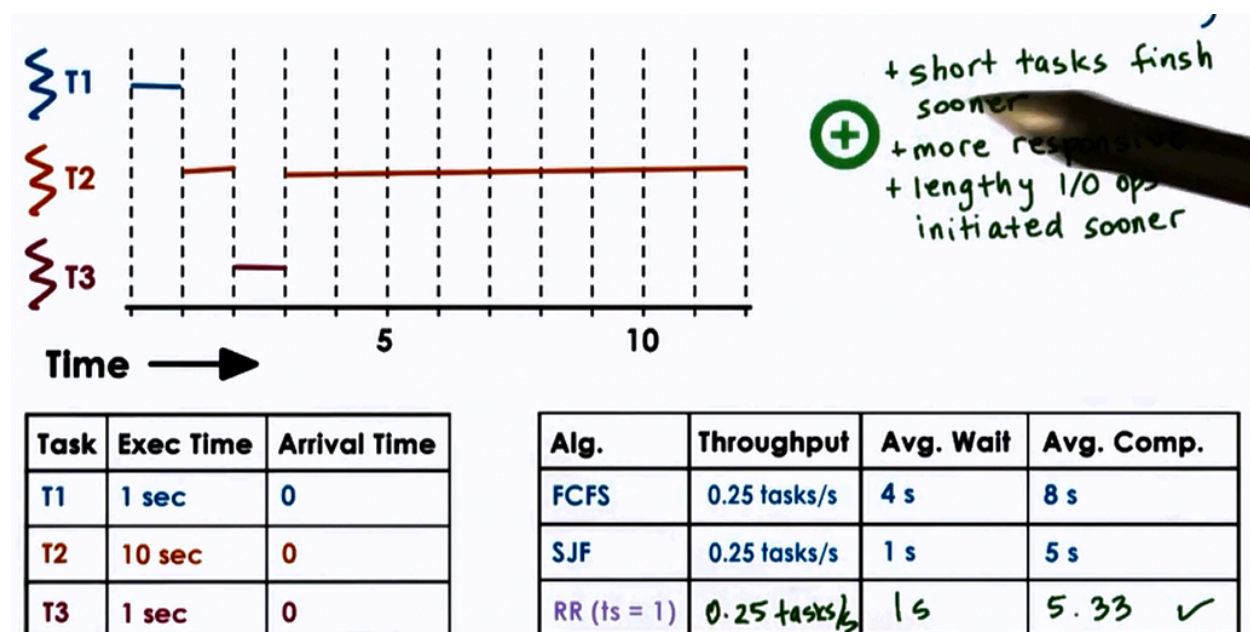 T1
T2
T3
5 10
Time
+ short tasks finsh
sooner
+ more responsive
+ lengthy I/O ops
initiated sooner
Task Exec Time Arrival Time
T1 1 sec 0
T2 10 sec 0
T3 1 sec 0
Alg. Throughput Avg. Wait Avg. Comp.
FCFS 0.25 tasks/s 4 s 8 s
SJF 0.25 tasks/s 1 s 5 s
RR (ts = 1) 0.25 tasks/s 1s 5.33 ✓